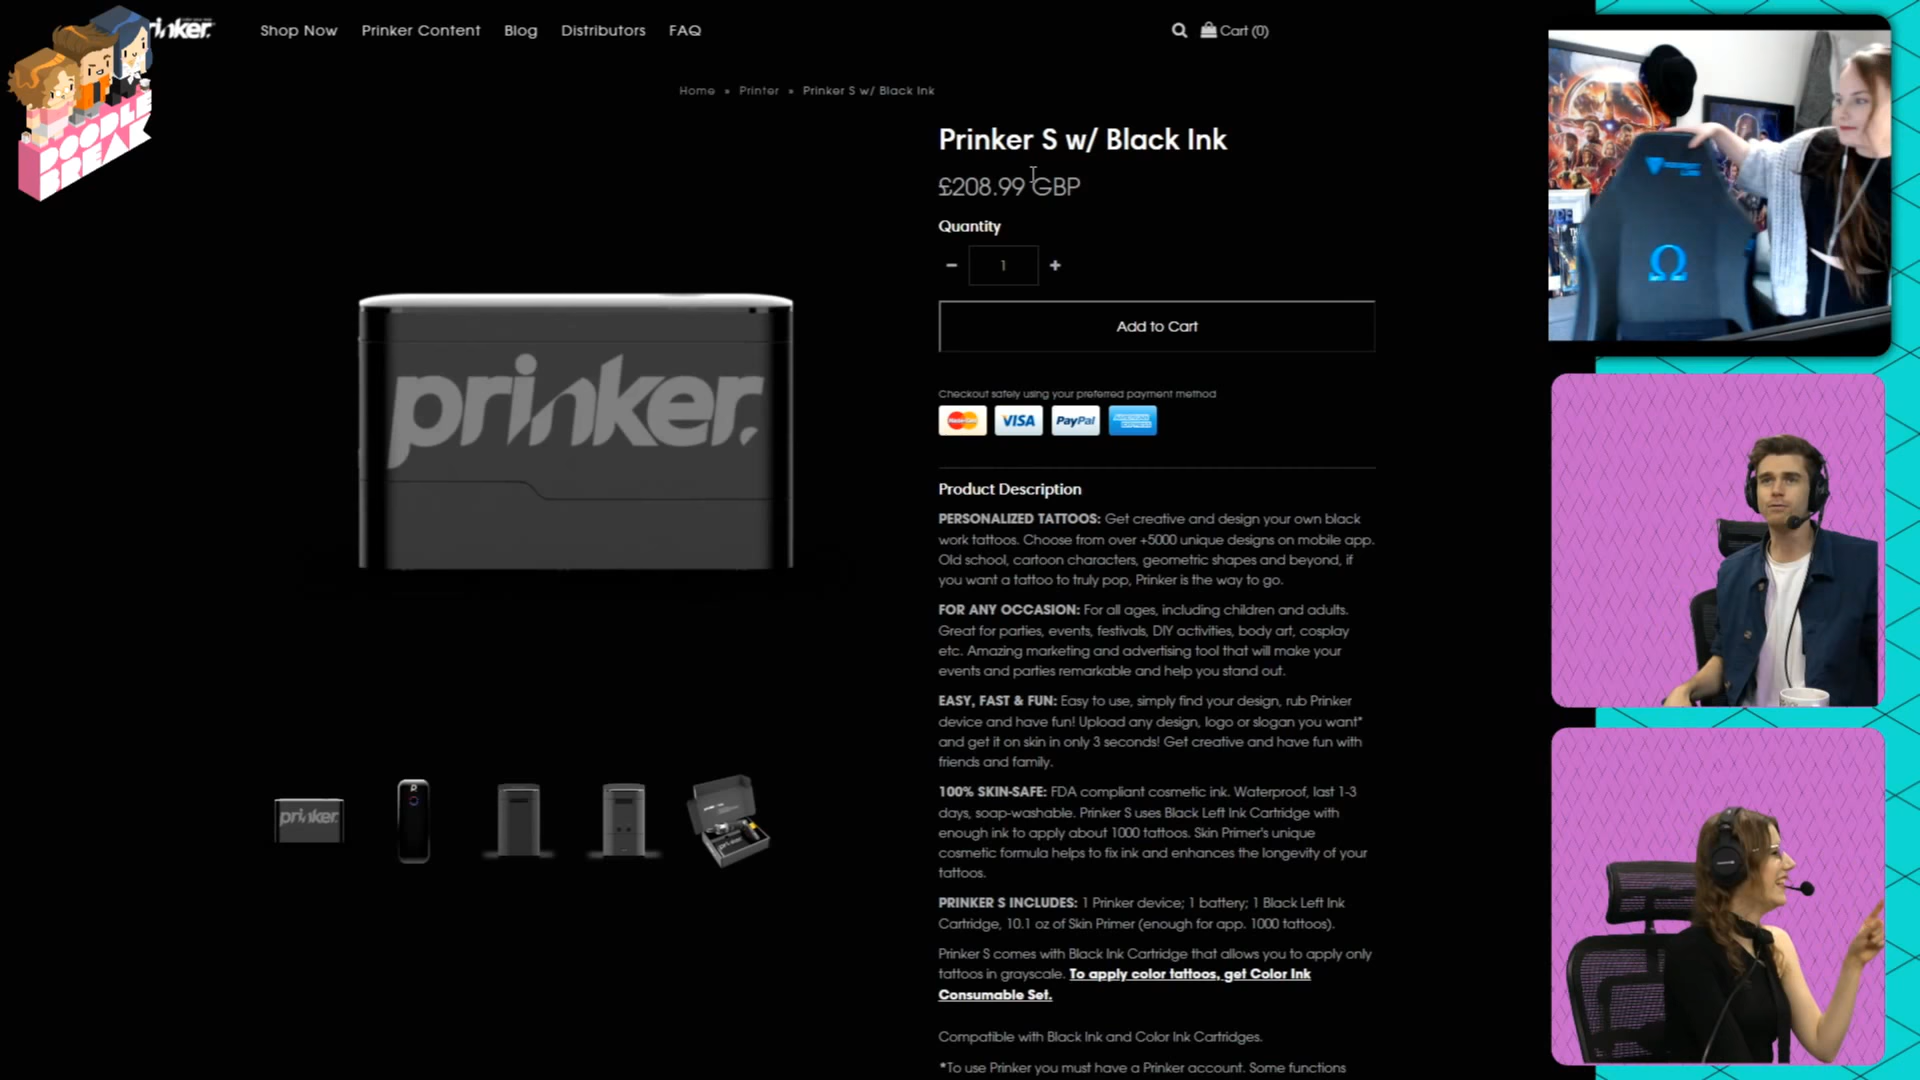 prinker.
Shop Now
Prinker Content
Blog
Distributors
FAQ
Cart (0)
DOODLE
BREAK
Home » Printer » Prinker S w/ Black Ink
Prinker S w/ Black Ink
£208.99 GBP
Quantity
− 1 +
Add to Cart
Checkout safely using your preferred payment method
VISA
PayPal
AMERICAN EXPRESS
prinker.
Product Description
PERSONALIZED TATTOOS: Get creative and design your own black
work tattoos. Choose from over +5000 unique designs on mobile app.
Old school, cartoon characters, geometric shapes and beyond, if
you want a tattoo to truly pop, Prinker is the way to go.
FOR ANY OCCASION: For all ages, including children and adults.
Great for parties, events, festivals, DIY activities, body art, cosplay
etc. Amazing marketing and advertising tool that will make your
events and parties remarkable and help you stand out.
EASY, FAST & FUN: Easy to use, simply find your design, rub Prinker
device and have fun! Upload any design, logo or slogan you want*
and get it on skin in only 3 seconds! Get creative and have fun with
friends and family.
100% SKIN-SAFE: FDA compliant cosmetic ink. Waterproof, last 1-3
days, soap-washable. Prinker S uses Black Left Ink Cartridge with
enough ink to apply about 1000 tattoos. Skin Primer's unique
cosmetic formula helps to fix ink and enhances the longevity of your
tattoos.
PRINKER S INCLUDES: 1 Prinker device; 1 battery; 1 Black Left Ink
Cartridge, 10.1 oz of Skin Primer (enough for app. 1000 tattoos).
Prinker S comes with Black Ink Cartridge that allows you to apply only
tattoos in grayscale. To apply color tattoos, get Color Ink
Consumable Set.
Compatible with Black Ink and Color Ink Cartridges.
*To use Prinker you must have a Prinker account. Some functions
prinker.
Ω